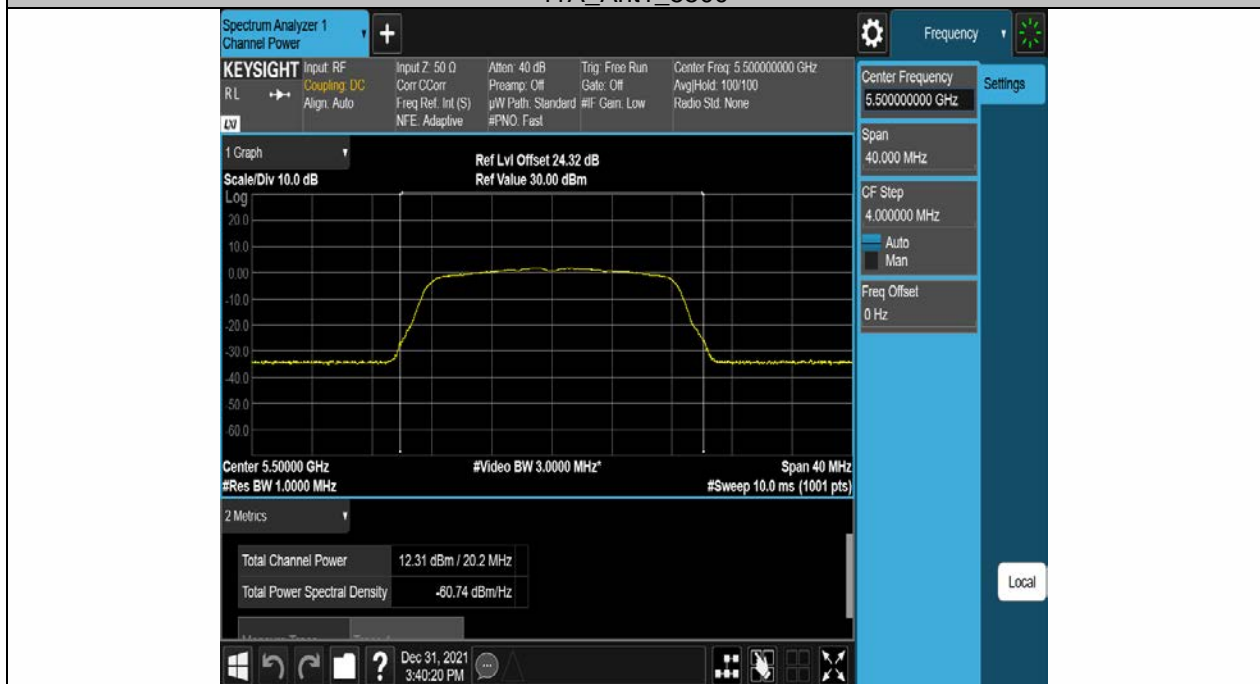 Spectrum Analyzer 1
Channel Power
+
Frequency
KEYSIGHT
RL
LXI
Input: RF
Coupling: DC
Align: Auto
Input Z: 50 Ω
Corr CCorr
Freq Ref: Int (S)
NFE: Adaptive
Atten: 40 dB
Preamp: Off
µW Path: Standard
#PNO: Fast
Trig: Free Run
Gate: Off
#IF Gain: Low
Center Freq: 5.500000000 GHz
Avg|Hold: 100/100
Radio Std: None
Center Frequency
5.500000000 GHz
Settings
Span
40.000 MHz
CF Step
4.000000 MHz
Auto
Man
Freq Offset
0 Hz
Local
1 Graph
Scale/Div 10.0 dB
Ref Lvl Offset 24.32 dB
Ref Value 30.00 dBm
Log
20.0
10.0
0.00
-10.0
-20.0
-30.0
-40.0
-50.0
-60.0
Center 5.50000 GHz
#Video BW 3.0000 MHz*
Span 40 MHz
#Res BW 1.0000 MHz
#Sweep 10.0 ms (1001 pts)
2 Metrics
Total Channel Power
12.31 dBm / 20.2 MHz
Total Power Spectral Density
-60.74 dBm/Hz
?
Dec 31, 2021
3:40:20 PM